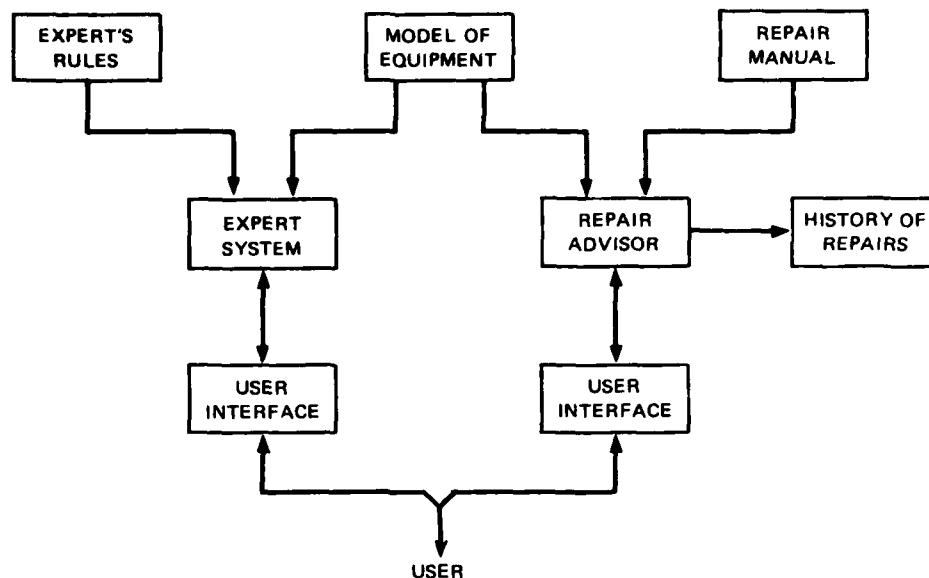 EXPERT'S
RULES
MODEL OF
EQUIPMENT
REPAIR
MANUAL
EXPERT
SYSTEM
REPAIR
ADVISOR
HISTORY OF
REPAIRS
USER
INTERFACE
USER
INTERFACE
USER